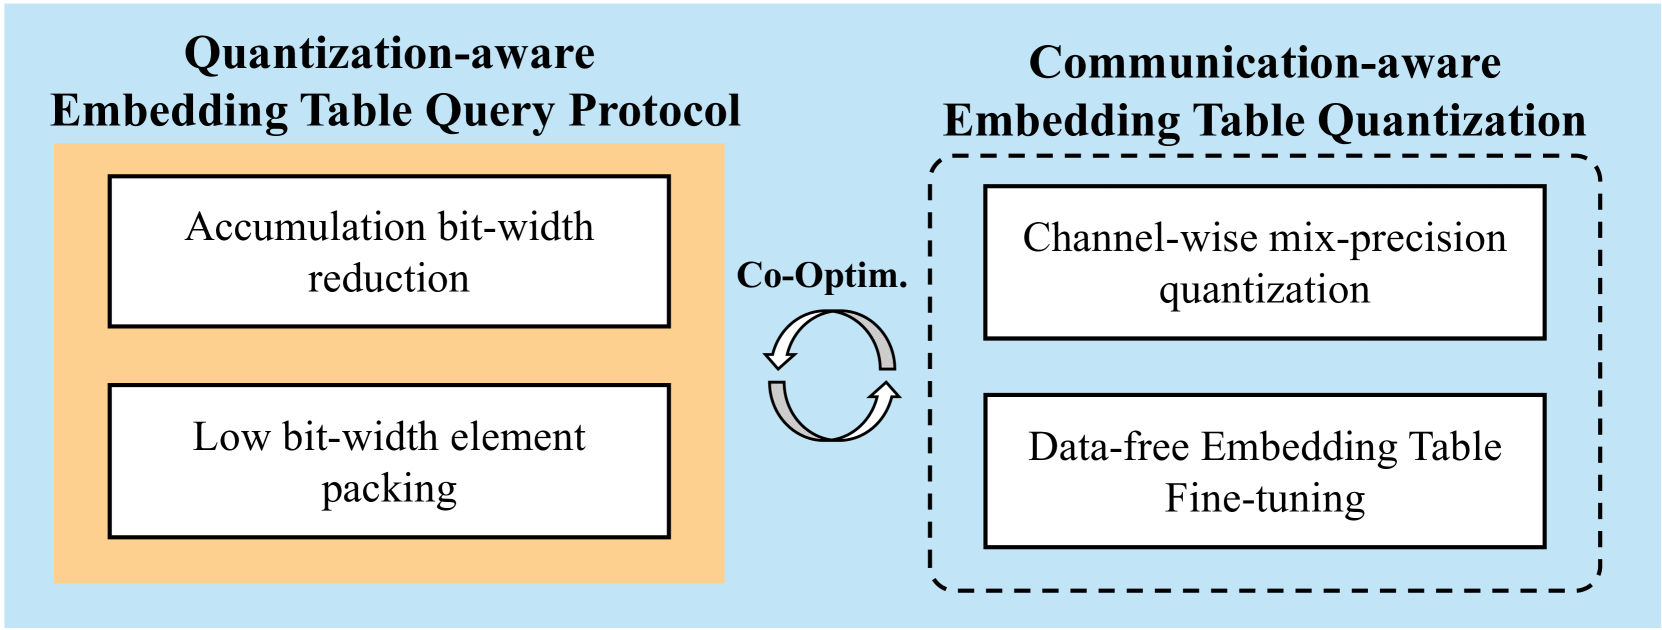 Quantization-aware
Embedding Table Query Protocol
Accumulation bit-width
reduction
Low bit-width element
packing
Co-Optim.
Communication-aware
Embedding Table Quantization
Channel-wise mix-precision
quantization
Data-free Embedding Table
Fine-tuning